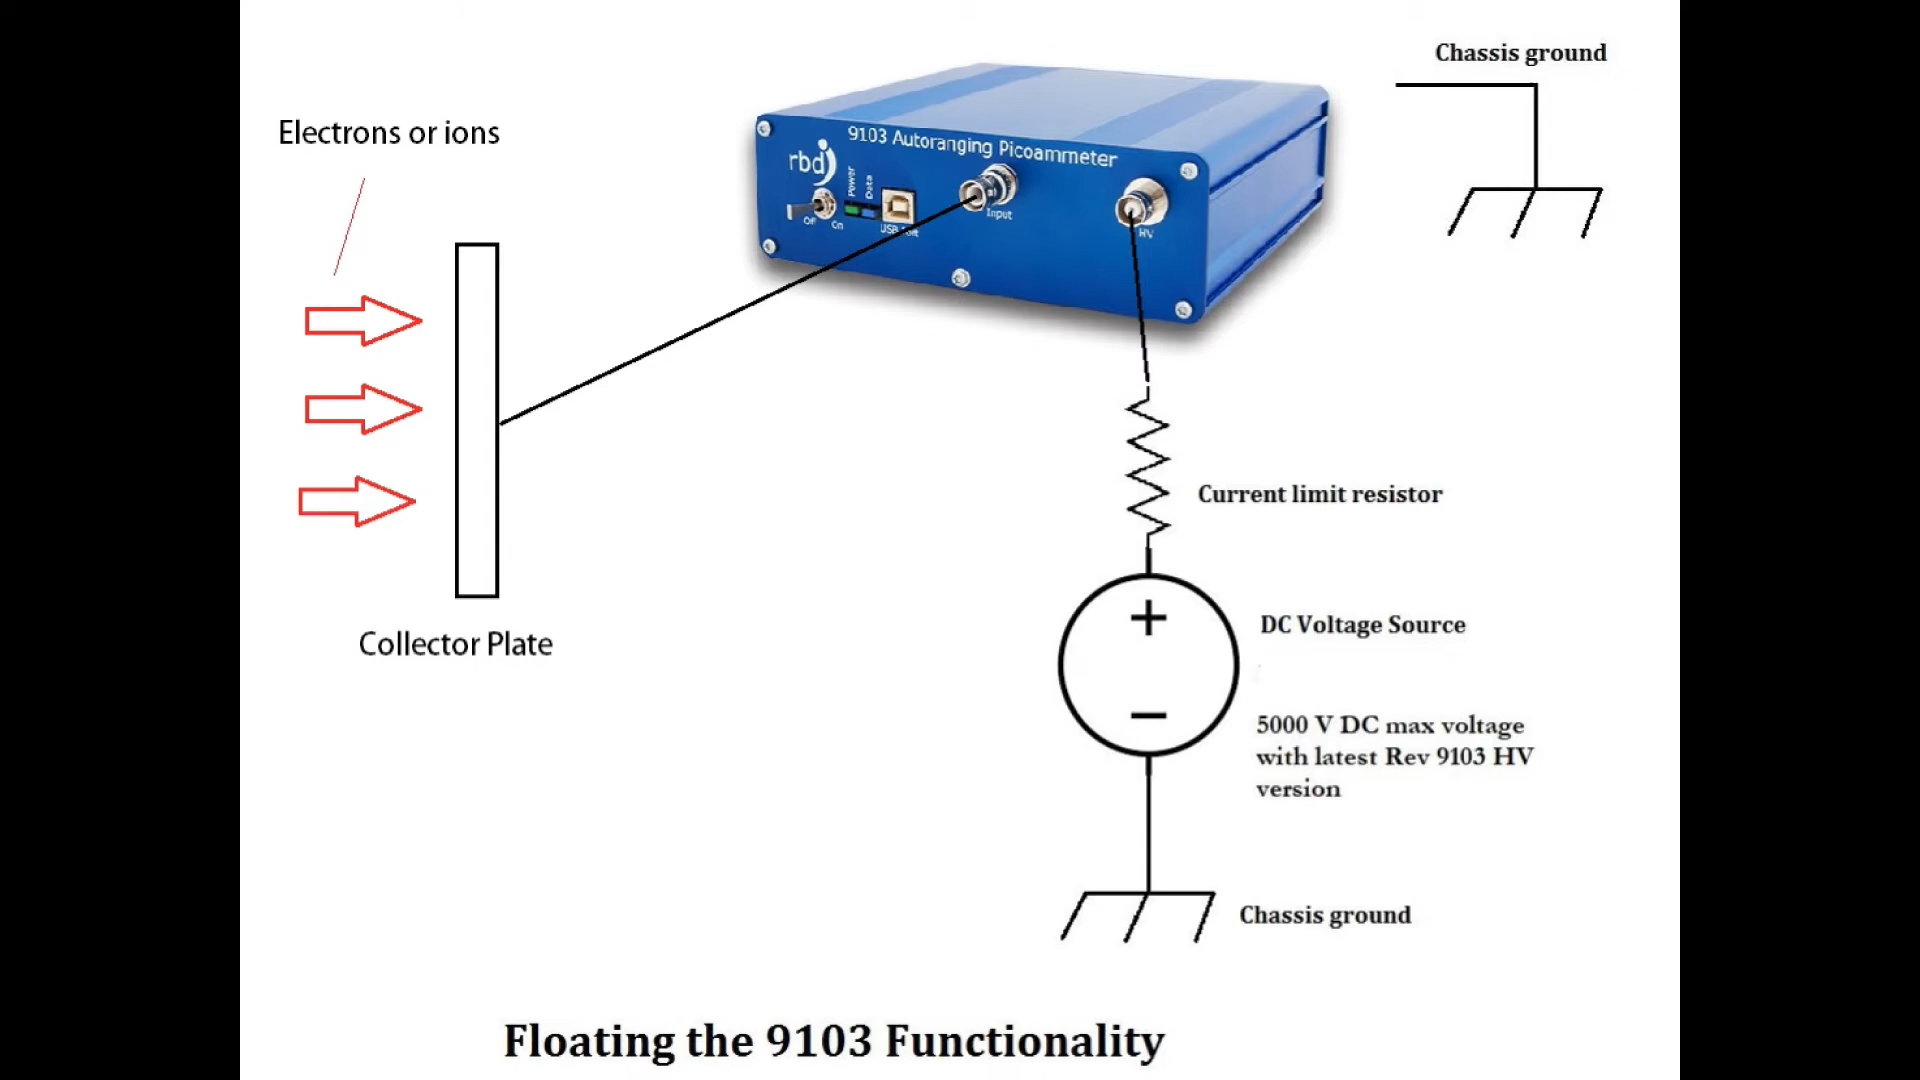 Chassis ground
Electrons or ions
9103 Autoranging Picoammeter
rbd
Power
Data
Off
On
USB Port
Input
HV
Current limit resistor
+
DC Voltage Source
5000 V DC max voltage
with latest Rev 9103 HV
version
–
Collector Plate
Chassis ground
Floating the 9103 Functionality